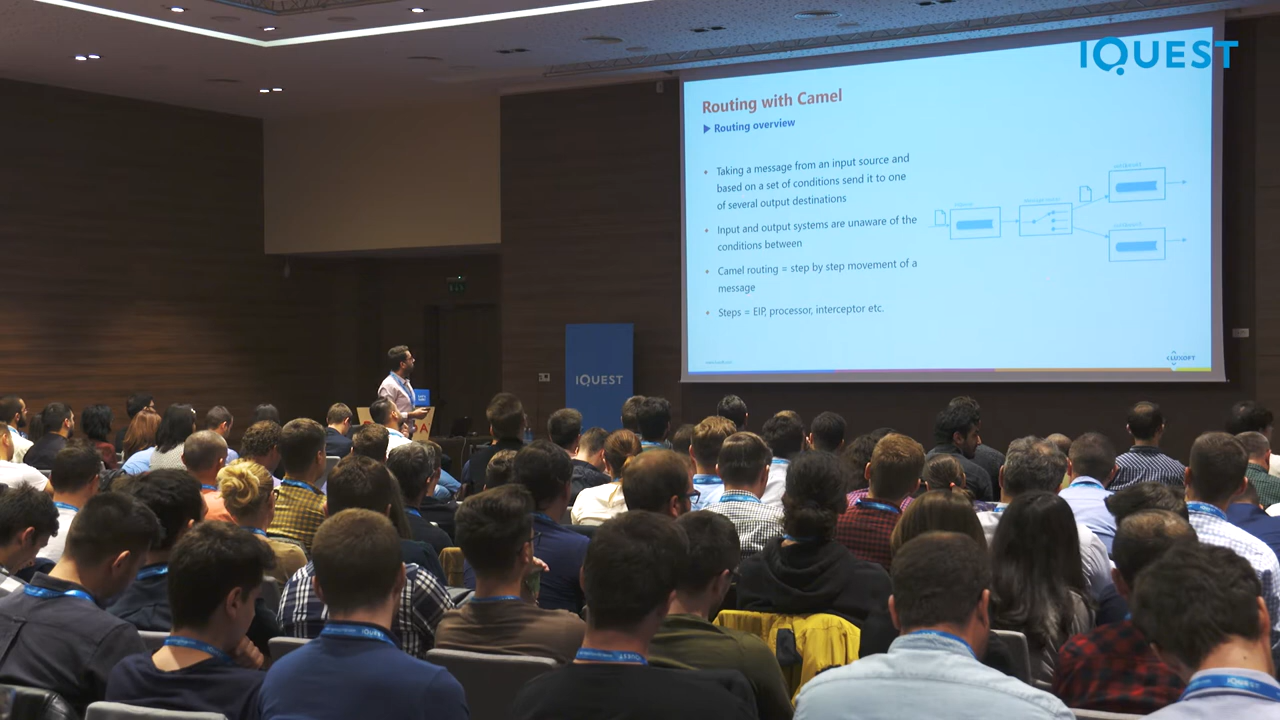 IQUEST
Routing with Camel
Routing overview
Taking a message from an input source and
based on a set of conditions send it to one
of several output destinations
Input and output systems are unaware of the
conditions between
Camel routing = step by step movement of a
message
Steps = EIP, processor, interceptor etc.
LUXOFT
IQUEST